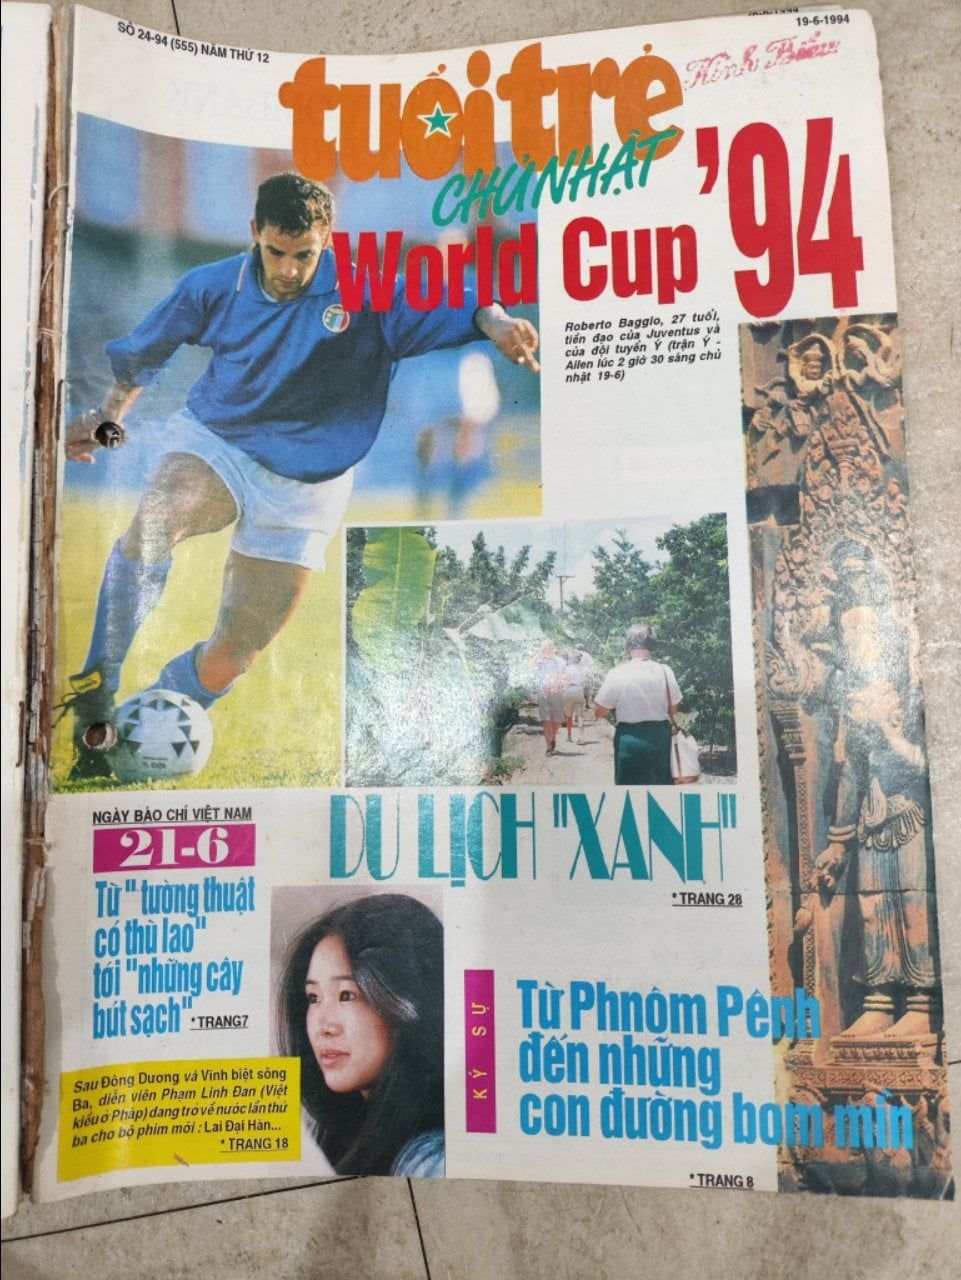 SỐ 24-94 (555) NĂM THỨ 12
19-6-1994
Kính Biếu
tuổi trẻ
CHỦ NHẬT
World Cup '94
Roberto Baggio, 27 tuổi,
tiền đạo của Juventus và
của đội tuyển Ý (trận Ý -
Ailen lúc 2 giờ 30 sáng chủ
nhật 19-6)
DU LỊCH "XANH"
*TRANG 28
NGÀY BÁO CHÍ VIỆT NAM
21-6
Từ "tường thuật
có thù lao"
tới "những cây
bút sạch"
*TRANG7
Sau Đông Dương và Vĩnh biệt sông
Ba, diễn viên Phạm Linh Đan (Việt
kiều ở Pháp) đang trở về nước lần thứ
ba cho bộ phim mới : Lai Đại Hàn...
*TRANG 18
KÝ SỰ
Từ Phnôm Pênh
đến những
con đường bom mìn
*TRANG 8